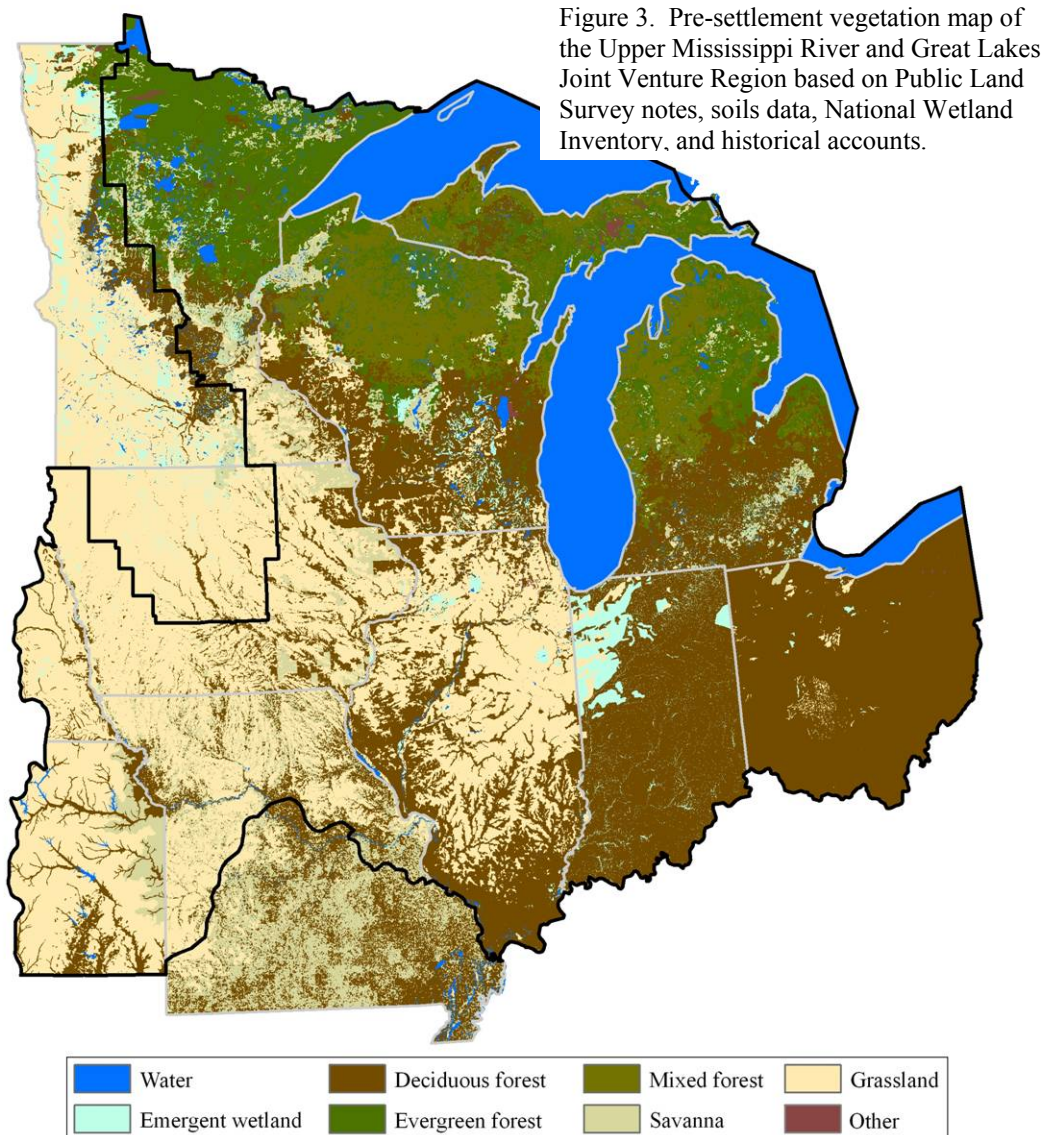 Figure 3.  Pre-settlement vegetation map of
the Upper Mississippi River and Great Lakes
Joint Venture Region based on Public Land
Survey notes, soils data, National Wetland
Inventory, and historical accounts.
Water
Deciduous forest
Mixed forest
Grassland
Emergent wetland
Evergreen forest
Savanna
Other